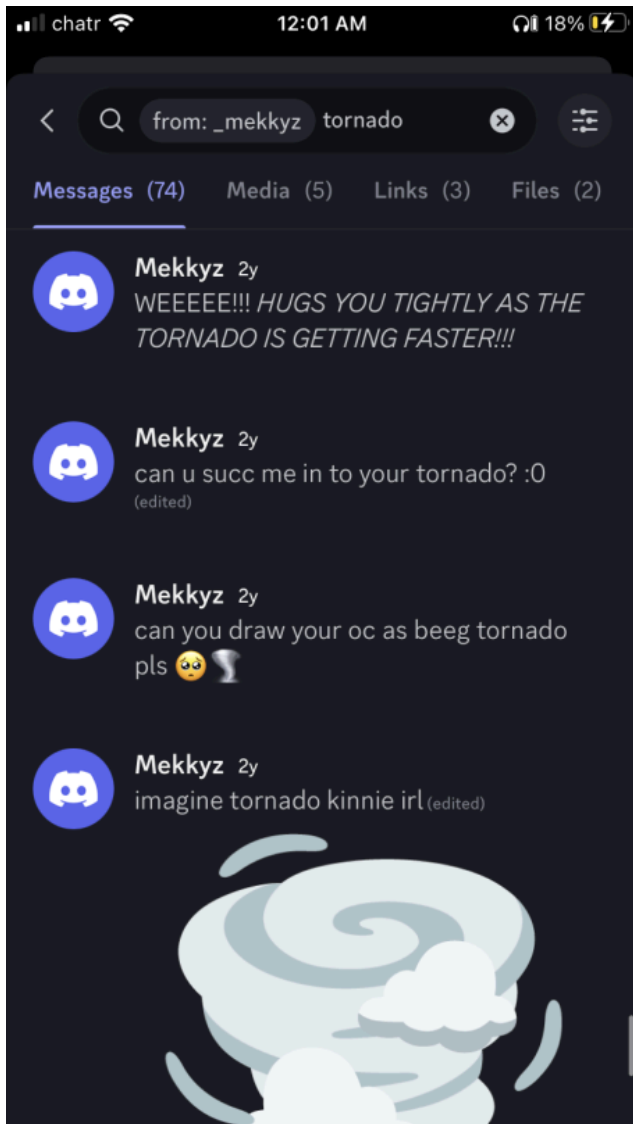 chatr 12:01 AM 18%
from: _mekkyz tornado
Messages (74) Media (5) Links (3) Files (2)
Mekkyz 2y
WEEEEE!!! HUGS YOU TIGHTLY AS THE
TORNADO IS GETTING FASTER!!!
Mekkyz 2y
can u succ me in to your tornado? :0
(edited)
Mekkyz 2y
can you draw your oc as beeg tornado
pls 🥺🌪️
Mekkyz 2y
imagine tornado kinnie irl (edited)